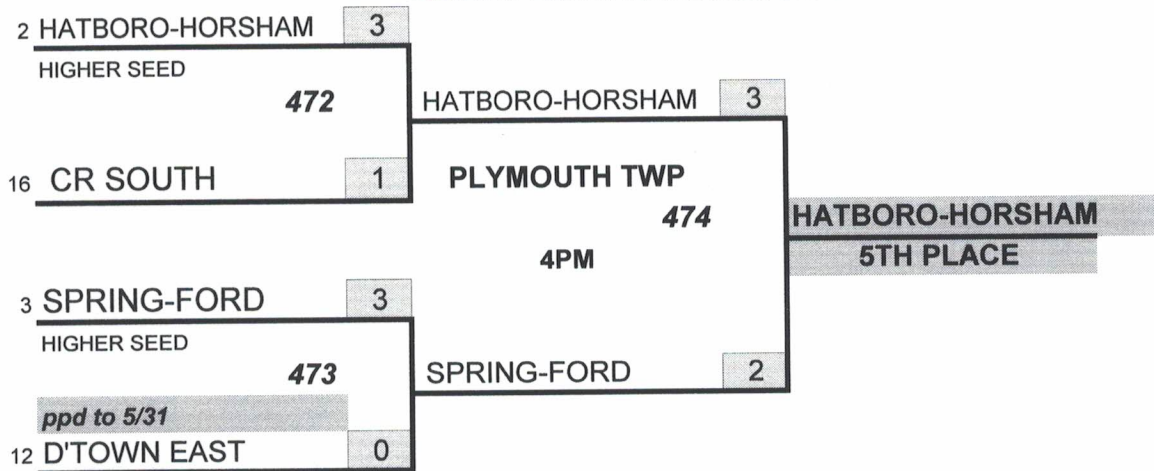 2 HATBORO-HORSHAM 3
HIGHER SEED
472
16 CR SOUTH 1
HATBORO-HORSHAM 3
PLYMOUTH TWP
474
4PM
HATBORO-HORSHAM
5TH PLACE
3 SPRING-FORD 3
HIGHER SEED
473
ppd to 5/31
12 D'TOWN EAST 0
SPRING-FORD 2